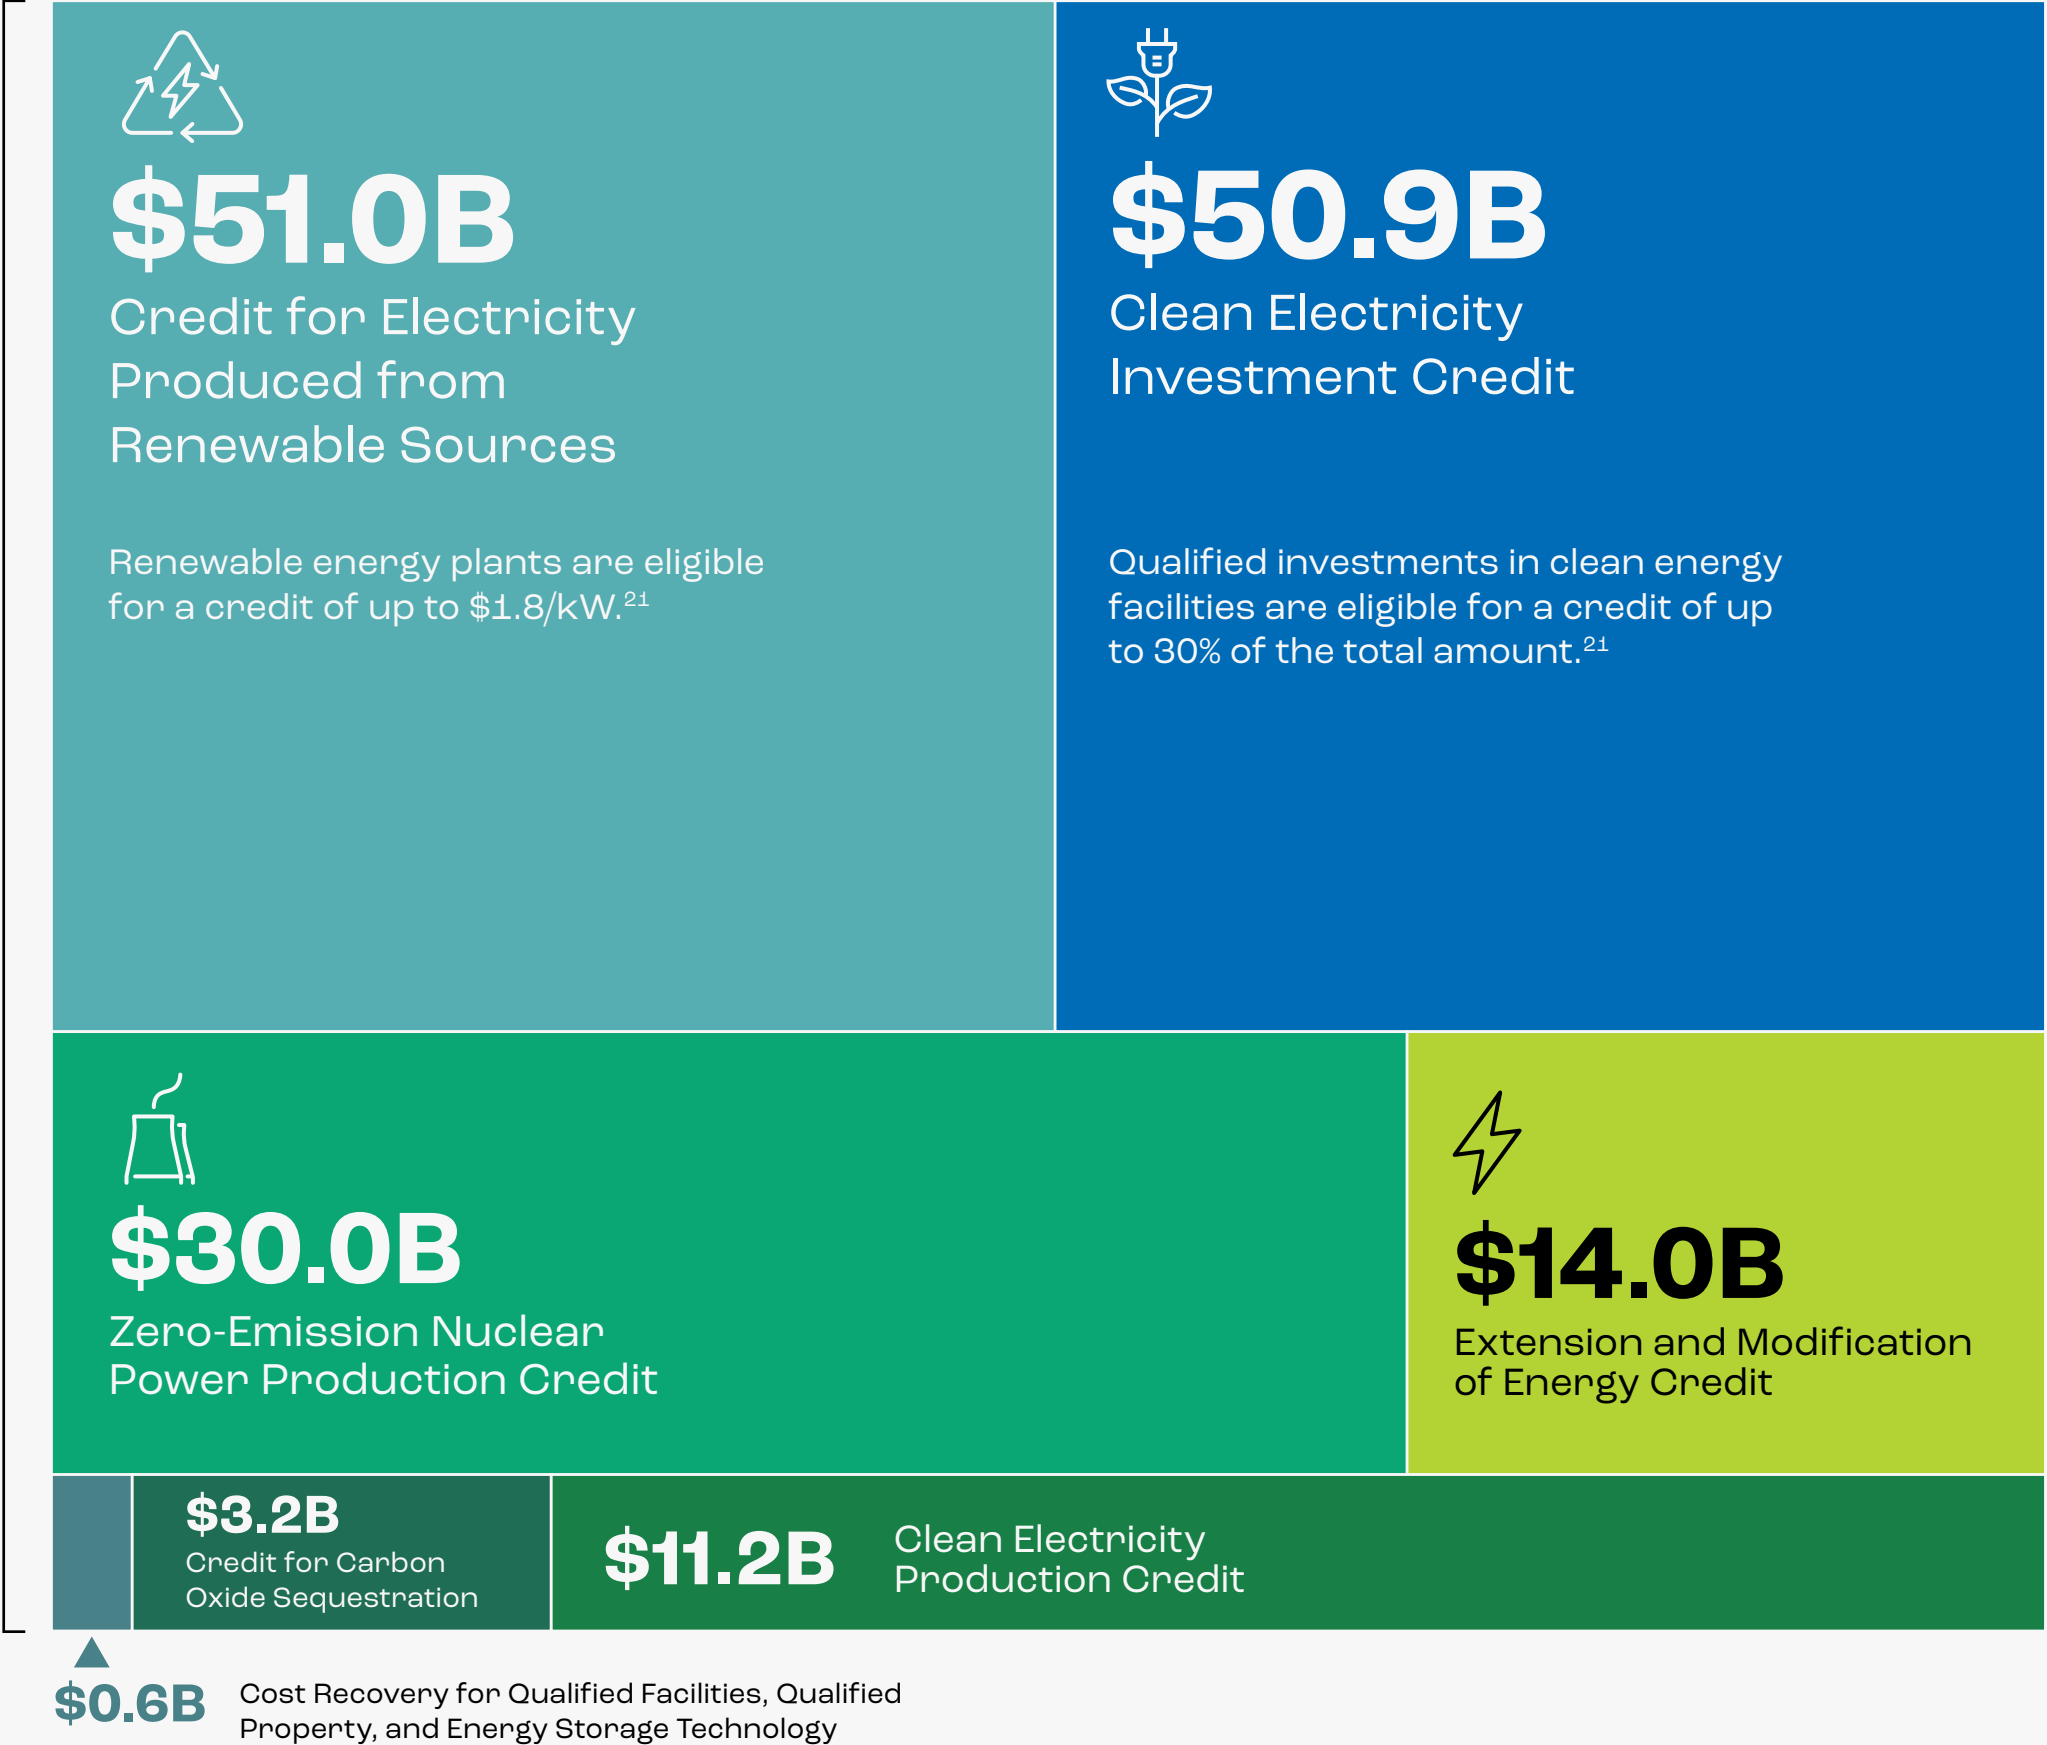 $51.0B
Credit for Electricity
Produced from
Renewable Sources
Renewable energy plants are eligible
for a credit of up to $1.8/kW.21
$50.9B
Clean Electricity
Investment Credit
Qualified investments in clean energy
facilities are eligible for a credit of up
to 30% of the total amount.21
$30.0B
Zero-Emission Nuclear
Power Production Credit
$14.0B
Extension and Modification
of Energy Credit
$3.2B
Credit for Carbon
Oxide Sequestration
$11.2B
Clean Electricity
Production Credit
$0.6B
Cost Recovery for Qualified Facilities, Qualified
Property, and Energy Storage Technology